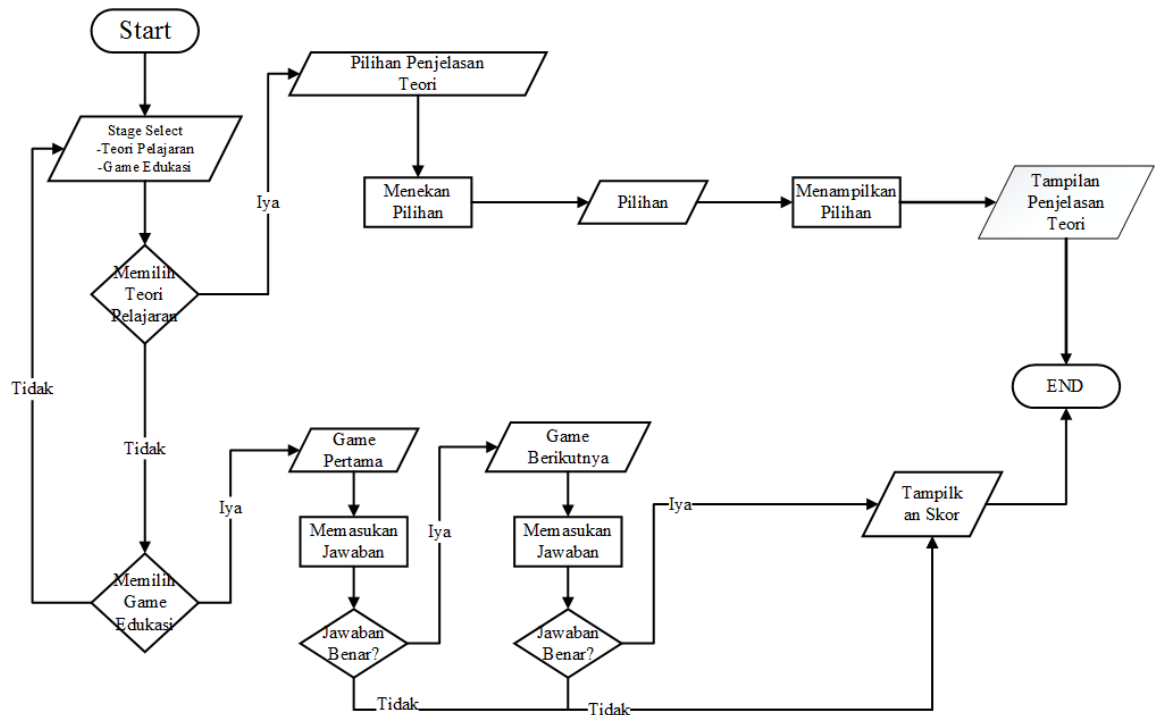 Start
Stage Select
-Teori Pelajaran
-Game Edukasi
Memilih
Teori
Pelajaran
Iya
Pilihan Penjelasan
Teori
Menekan
Pilihan
Pilihan
Menampilkan
Pilihan
Tampilan
Penjelasan
Teori
END
Tidak
Tidak
Memilih
Game
Edukasi
Iya
Game
Pertama
Memasukan
Jawaban
Jawaban
Benar?
Iya
Tidak
Game
Berikutnya
Memasukan
Jawaban
Jawaban
Benar?
Iya
Tidak
Tampilk
an Skor